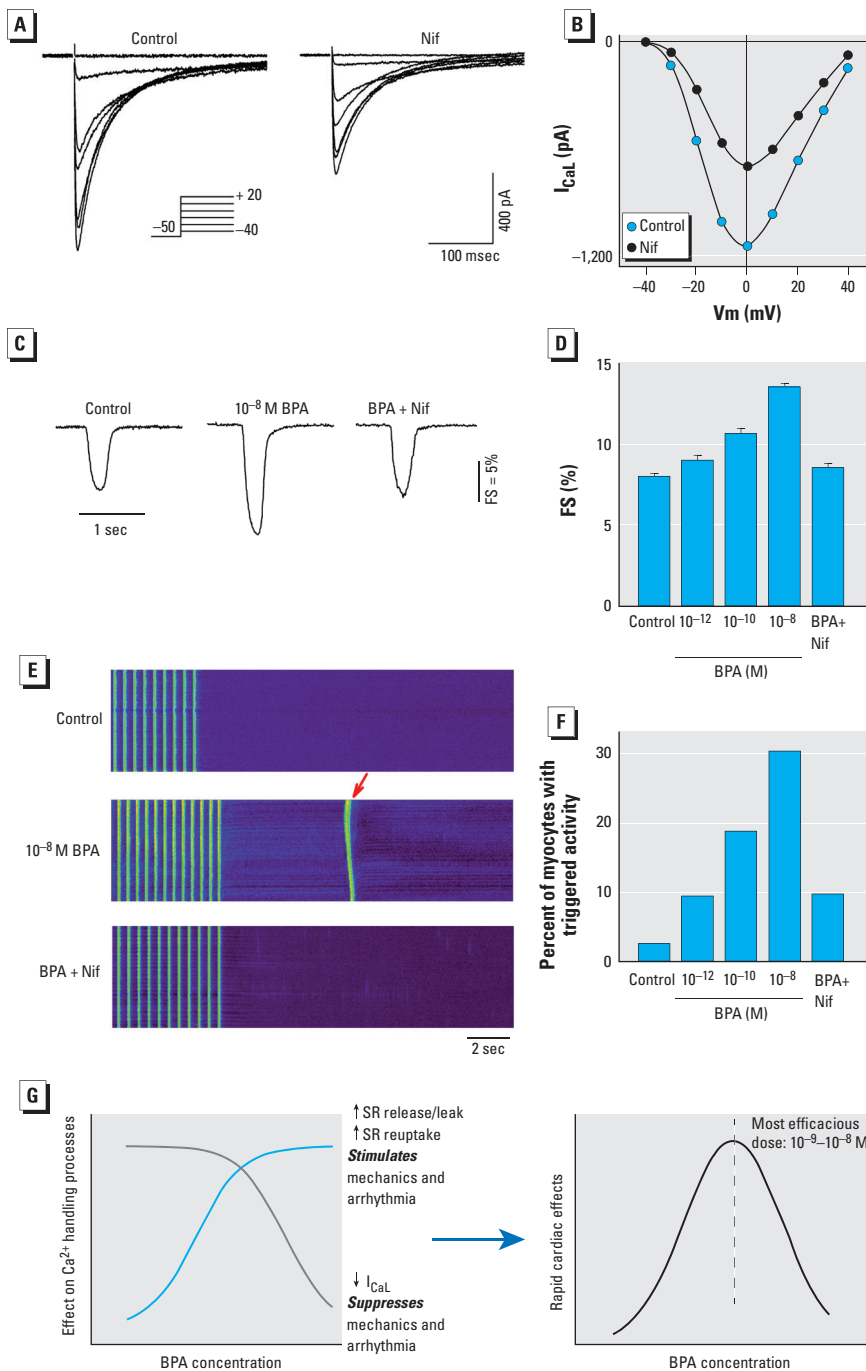 A
Control
Nif
−50
+ 20
−40
400 pA
100 msec
B
0
−1,200
I_CaL (pA)
Control
Nif
−40 −20 0 20 40
Vm (mV)
C
Control
10⁻⁸ M BPA
BPA + Nif
1 sec
FS = 5%
D
15
10
5
0
FS (%)
Control 10⁻¹² 10⁻¹⁰ 10⁻⁸ BPA+
Nif
BPA (M)
E
Control
10⁻⁸ M BPA
BPA + Nif
2 sec
F
30
20
10
0
Percent of myocytes with
triggered activity
Control 10⁻¹² 10⁻¹⁰ 10⁻⁸ BPA+
Nif
BPA (M)
G
Effect on Ca²⁺ handling processes
BPA concentration
↑ SR release/leak
↑ SR reuptake
Stimulates
mechanics and
arrhythmia
↓ I_CaL
Suppresses
mechanics and
arrhythmia
Rapid cardiac effects
Most efficacious
dose: 10⁻⁹–10⁻⁸ M
BPA concentration